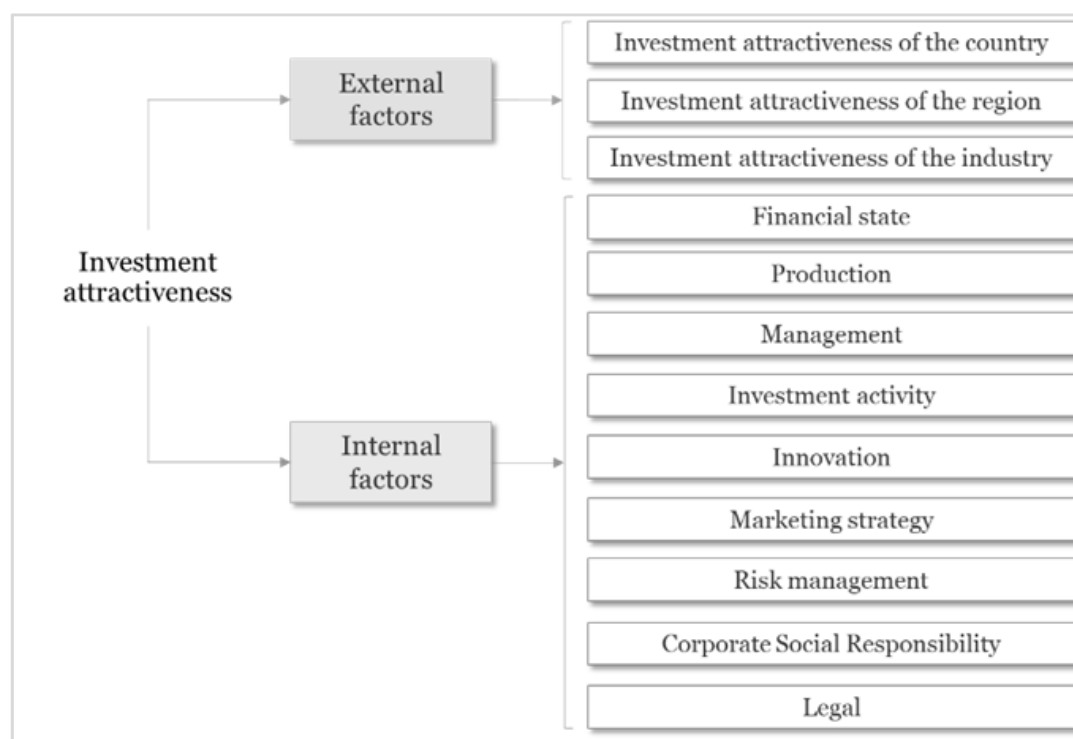 Investment
attractiveness
External
factors
Investment attractiveness of the country
Investment attractiveness of the region
Investment attractiveness of the industry
Internal
factors
Financial state
Production
Management
Investment activity
Innovation
Marketing strategy
Risk management
Corporate Social Responsibility
Legal